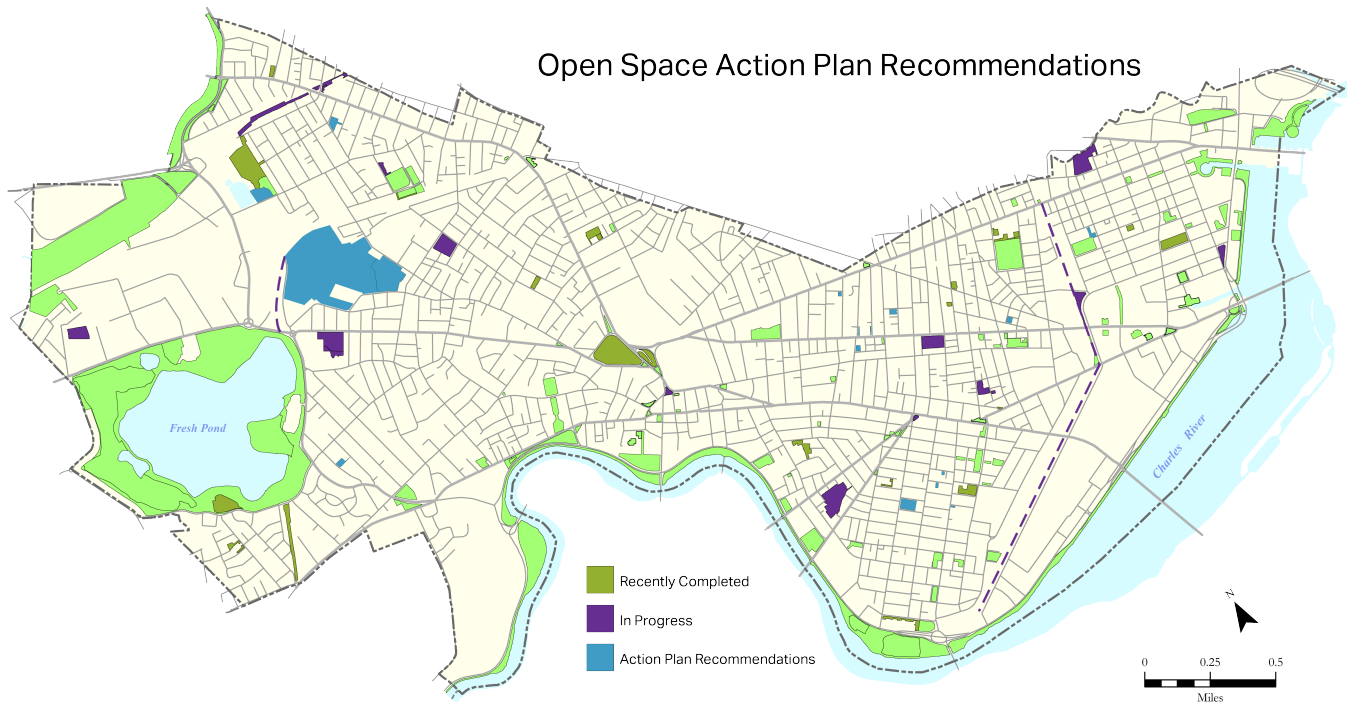 Open Space Action Plan Recommendations
Fresh Pond
Charles River
Recently Completed
In Progress
Action Plan Recommendations
N
0 0.25 0.5
Miles